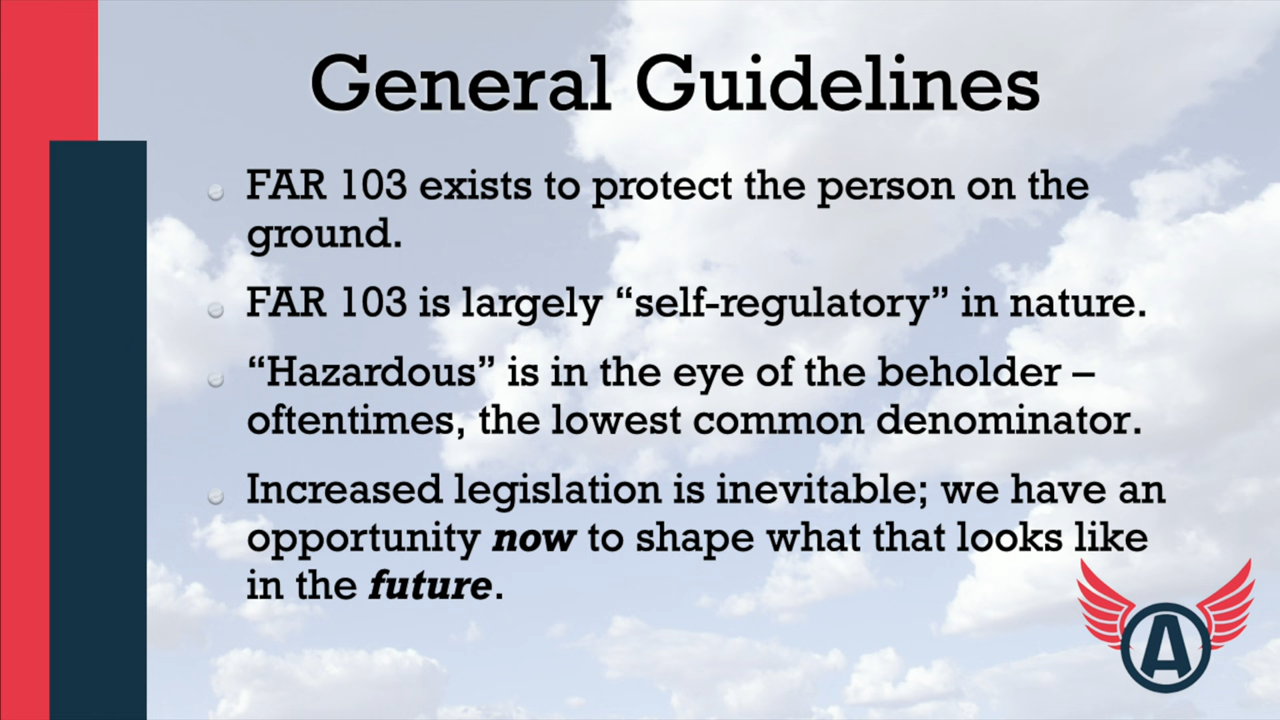 General Guidelines
FAR 103 exists to protect the person on the
ground.
FAR 103 is largely “self-regulatory” in nature.
“Hazardous” is in the eye of the beholder –
oftentimes, the lowest common denominator.
Increased legislation is inevitable; we have an
opportunity now to shape what that looks like
in the future.
A